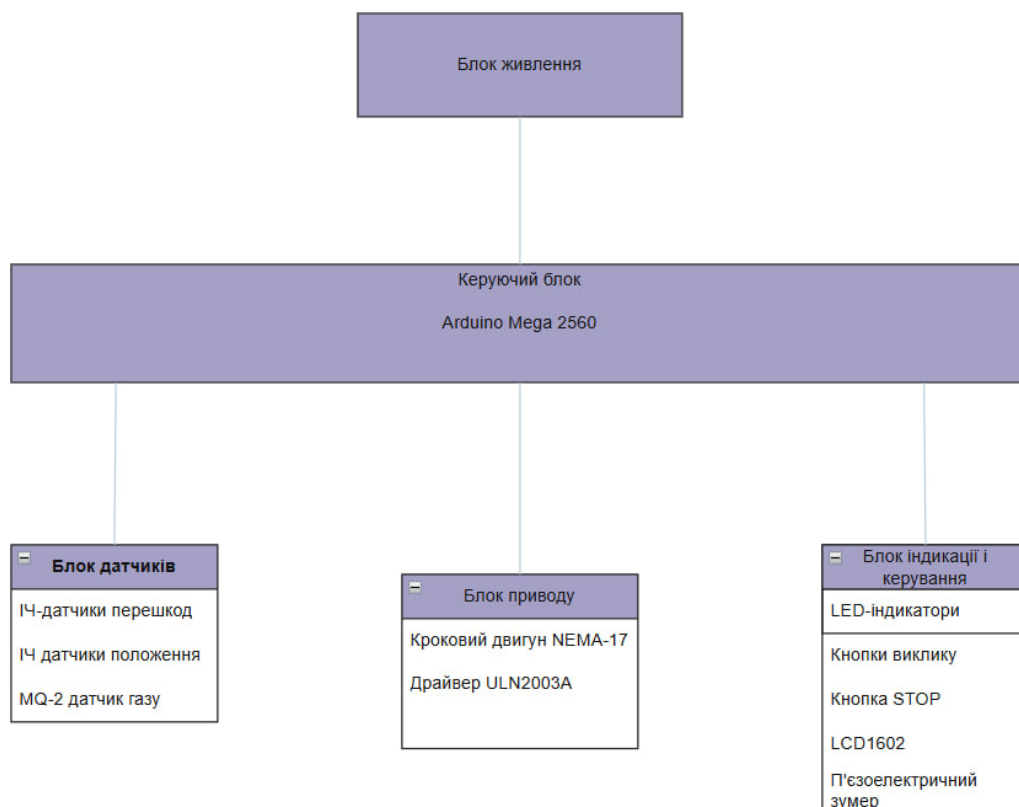 Блок живлення
Керуючий блок
Arduino Mega 2560
Блок датчиків
ІЧ-датчики перешкод
ІЧ датчики положення
MQ-2 датчик газу
Блок приводу
Кроковий двигун NEMA-17
Драйвер ULN2003A
Блок індикації і
керування
LED-індикатори
Кнопки виклику
Кнопка STOP
LCD1602
П'єзоелектричний
зумер